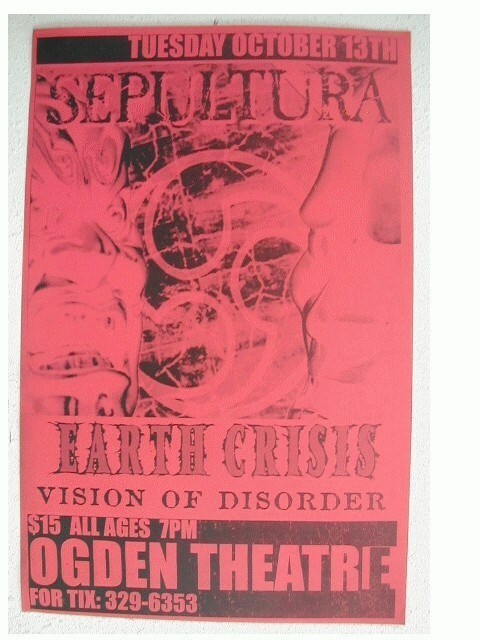 TUESDAY OCTOBER 13TH
SEPULTURA
EARTH CRISIS
VISION OF DISORDER
$15 ALL AGES 7PM
OGDEN THEATRE
FOR TIX: 329-6353